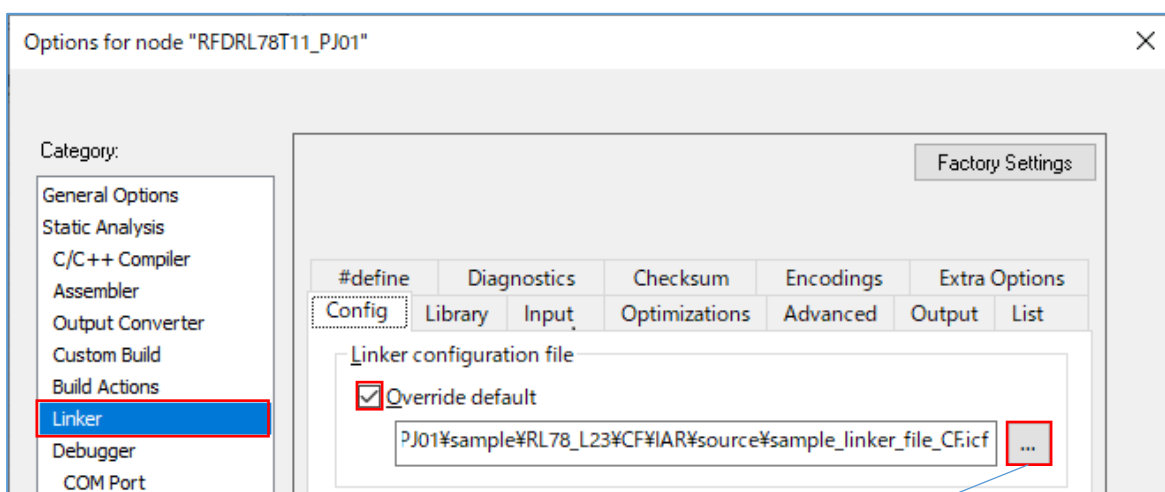 Options for node "RFDRL78T11_PJ01"
Category:
Factory Settings
General Options
Static Analysis
C/C++ Compiler
Assembler
Output Converter
Custom Build
Build Actions
Linker
Debugger
COM Port
#define Diagnostics Checksum Encodings Extra Options
Config Library Input Optimizations Advanced Output List
Linker configuration file
Override default
PJ01¥sample¥RL78_L23¥CF¥IAR¥source¥sample_linker_file_CF.icf
...